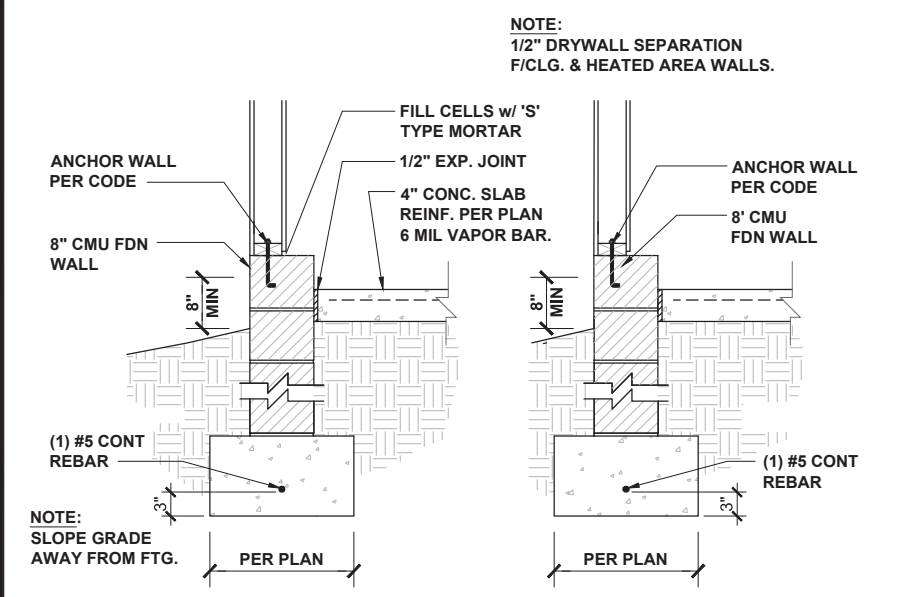 NOTE:
1/2" DRYWALL SEPARATION
F/CLG. & HEATED AREA WALLS.
FILL CELLS w/ 'S'
TYPE MORTAR
1/2" EXP. JOINT
4" CONC. SLAB
REINF. PER PLAN
6 MIL VAPOR BAR.
ANCHOR WALL
PER CODE
8" CMU FDN
WALL
8"
MIN
(1) #5 CONT
REBAR
3"
NOTE:
SLOPE GRADE
AWAY FROM FTG.
PER PLAN
ANCHOR WALL
PER CODE
8' CMU
FDN WALL
8"
MIN
(1) #5 CONT
REBAR
3"
PER PLAN